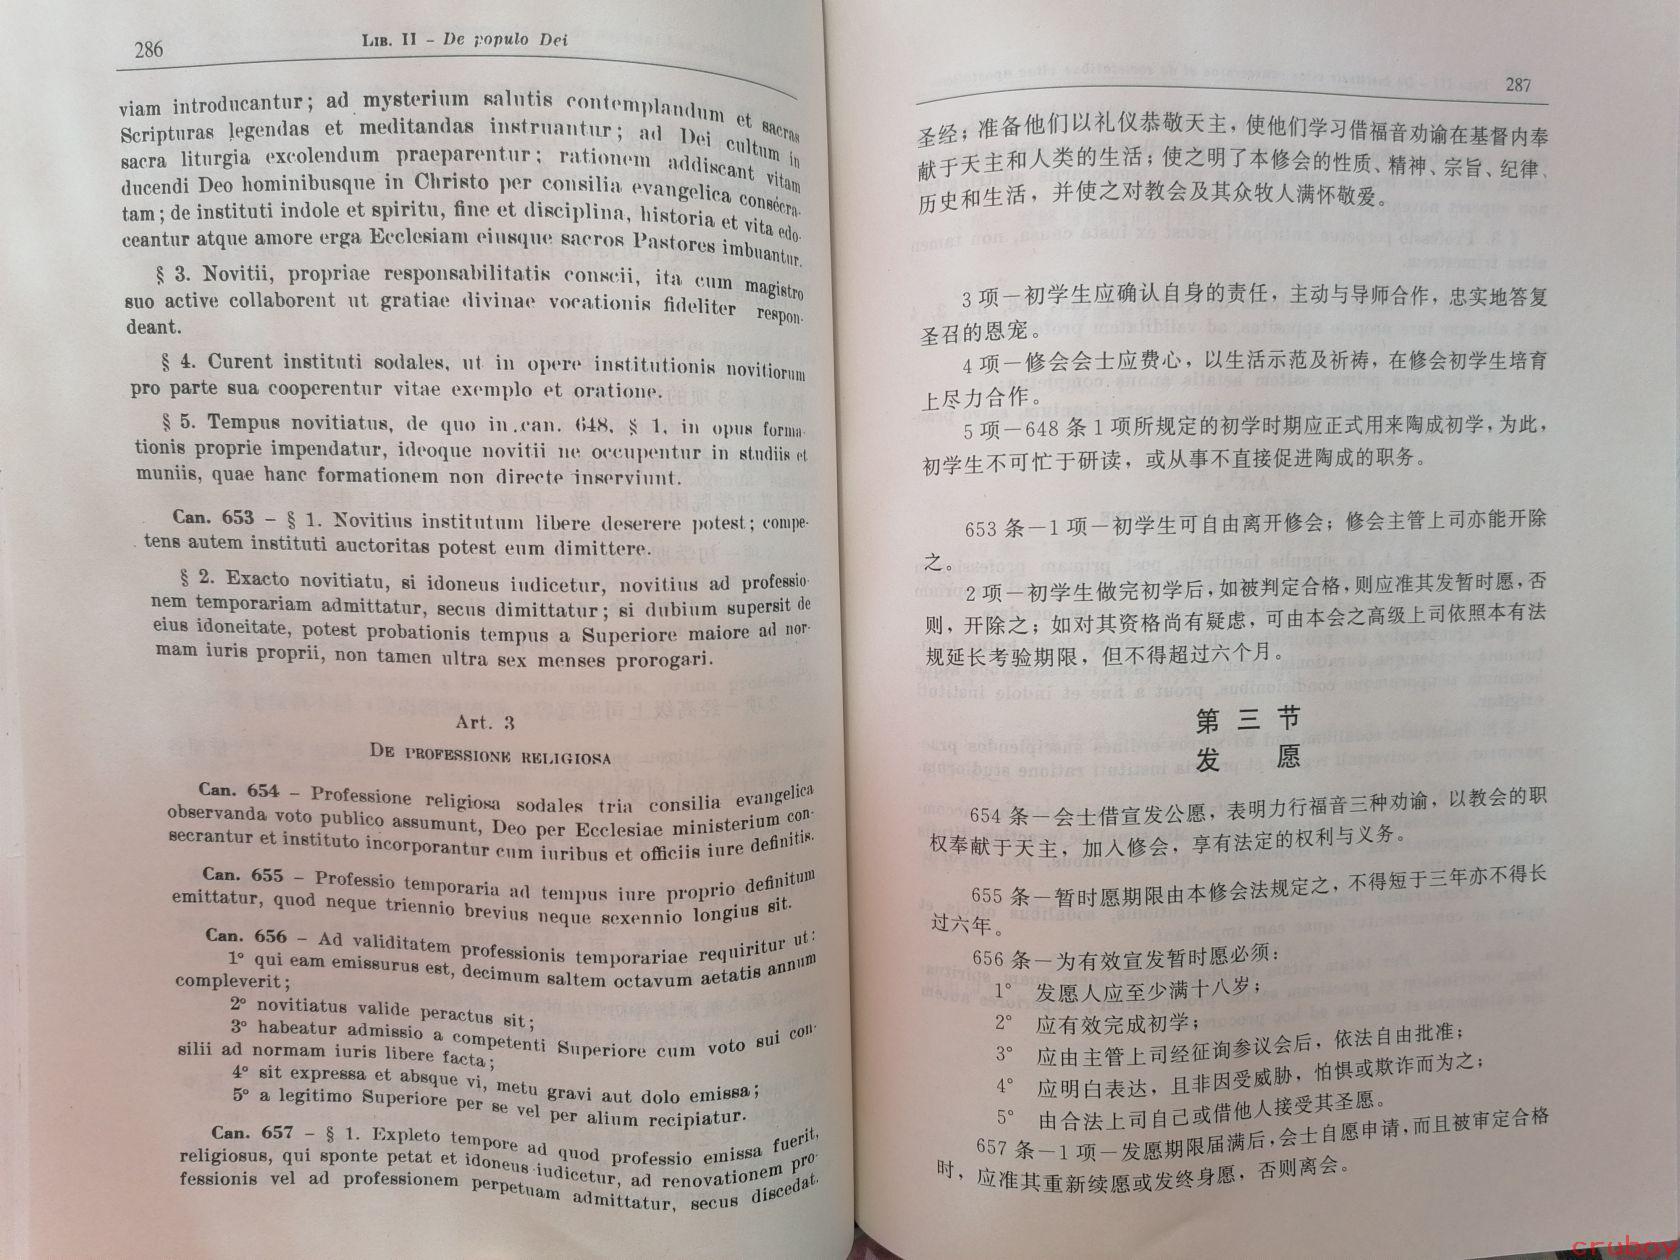 286
LIB. II – De populo Dei
viam introducantur; ad mysterium salutis contemplandum et sacras
Scripturas legendas et meditandas instruantur; ad Dei cultum in
sacra liturgia excolendum praeparentur; rationem addiscant vitam
ducendi Deo hominibusque in Christo per consilia evangelica consecra-
tam; de instituti indole et spiritu, fine et disciplina, historia et vita edo-
ceantur atque amore erga Ecclesiam eiusque sacros Pastores imbuantur.
§ 3. Novitii, propriae responsabilitatis conscii, ita cum magistro
suo active collaborent ut gratiae divinae vocationis fideliter respon-
deant.
§ 4. Curent instituti sodales, ut in opere institutionis novitiorum
pro parte sua cooperentur vitae exemplo et oratione.
§ 5. Tempus novitiatus, de quo in can. 648, § 1, in opus forma-
tionis proprie impendatur, ideoque novitii ne occupentur in studiis et
muniis, quae hanc formationem non directe inserviunt.
Can. 653 – § 1. Novitius institutum libere deserere potest; compe-
tens autem instituti auctoritas potest eum dimittere.
§ 2. Exacto novitiatu, si idoneus iudicetur, novitius ad professio-
nem temporariam admittatur, secus dimittatur; si dubium supersit de
eius idoneitate, potest probationis tempus a Superiore maiore ad nor-
mam iuris proprii, non tamen ultra sex menses prorogari.
Art. 3
DE PROFESSIONE RELIGIOSA
Can. 654 – Professione religiosa sodales tria consilia evangelica
observanda voto publico assumunt, Deo per Ecclesiae ministerium con-
secrantur et instituto incorporantur cum iuribus et officiis iure definitis.
Can. 655 – Professio temporaria ad tempus iure proprio definitum
emittatur, quod neque triennio brevius neque sexennio longius sit.
Can. 656 – Ad validitatem professionis temporariae requiritur ut:
1° qui eam emissurus est, decimum saltem octavum aetatis annum
compleverit;
2° novitiatus valide peractus sit;
3° habeatur admissio a competenti Superiore cum voto sui con-
silii ad normam iuris libere facta;
4° sit expressa et absque vi, metu gravi aut dolo emissa;
5° a legitimo Superiore per se vel per alium recipiatur.
Can. 657 – § 1. Expleto tempore ad quod professio emissa fuerit,
religiosus, qui sponte petat et idoneus iudicetur, ad renovationem pro-
fessionis vel ad professionem perpetuam admittatur, secus discedat.
287
圣经；准备他们以礼仪恭敬天主，使他们学习借福音劝谕在基督内奉
献于天主和人类的生活；使之明了本修会的性质、精神、宗旨、纪律、
历史和生活，并使之对教会及其众牧人满怀敬爱。
3 项－初学生应确认自身的责任，主动与导师合作，忠实地答复
圣召的恩宠。
4 项－修会会士应费心，以生活示范及祈祷，在修会初学生培育
上尽力合作。
5 项－648 条 1 项所规定的初学时期应正式用来陶成初学，为此，
初学生不可忙于研读，或从事不直接促进陶成的职务。
653 条－1 项－初学生可自由离开修会；修会主管上司亦能开除
之。
2 项－初学生做完初学后，如被判定合格，则应准其发暂时愿，否
则，开除之；如对其资格尚有疑虑，可由本会之高级上司依照本有法
规延长考验期限，但不得超过六个月。
第 三 节
发 愿
654 条－会士借宣发公愿，表明力行福音三种劝谕，以教会的职
权奉献于天主，加入修会，享有法定的权利与义务。
655 条－暂时愿期限由本修会法规定之，不得短于三年亦不得长
过六年。
656 条－为有效宣发暂时愿必须：
1° 发愿人应至少满十八岁；
2° 应有效完成初学；
3° 应由主管上司经征询参议会后，依法自由批准；
4° 应明白表达，且非因受威胁，怕惧或欺诈而为之；
5° 由合法上司自己或借他人接受其圣愿。
657 条－1 项－发愿期限届满后，会士自愿申请，而且被审定合格
时，应准其重新续愿或发终身愿，否则离会。